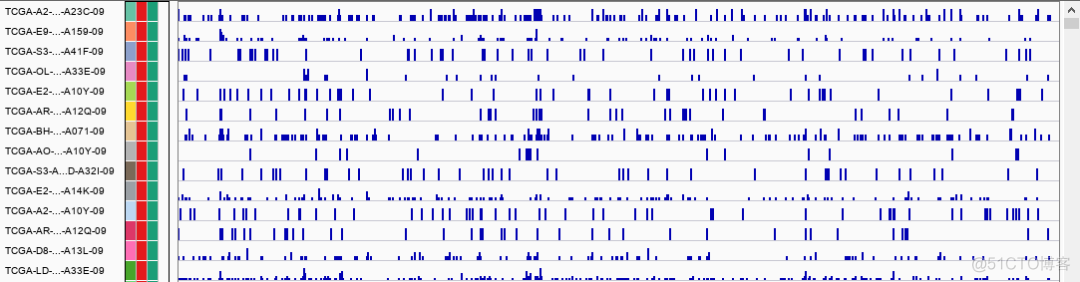 TCGA-A2-...-A23C-09
TCGA-E9-...-A159-09
TCGA-S3-...-A41F-09
TCGA-OL-...-A33E-09
TCGA-E2-...-A10Y-09
TCGA-AR-...-A12Q-09
TCGA-BH-...-A071-09
TCGA-AO-...-A10Y-09
TCGA-S3-A...D-A32I-09
TCGA-E2-...-A14K-09
TCGA-A2-...-A10Y-09
TCGA-AR-...-A12Q-09
TCGA-D8-...-A13L-09
TCGA-LD-...-A33E-09
@51CTO博客